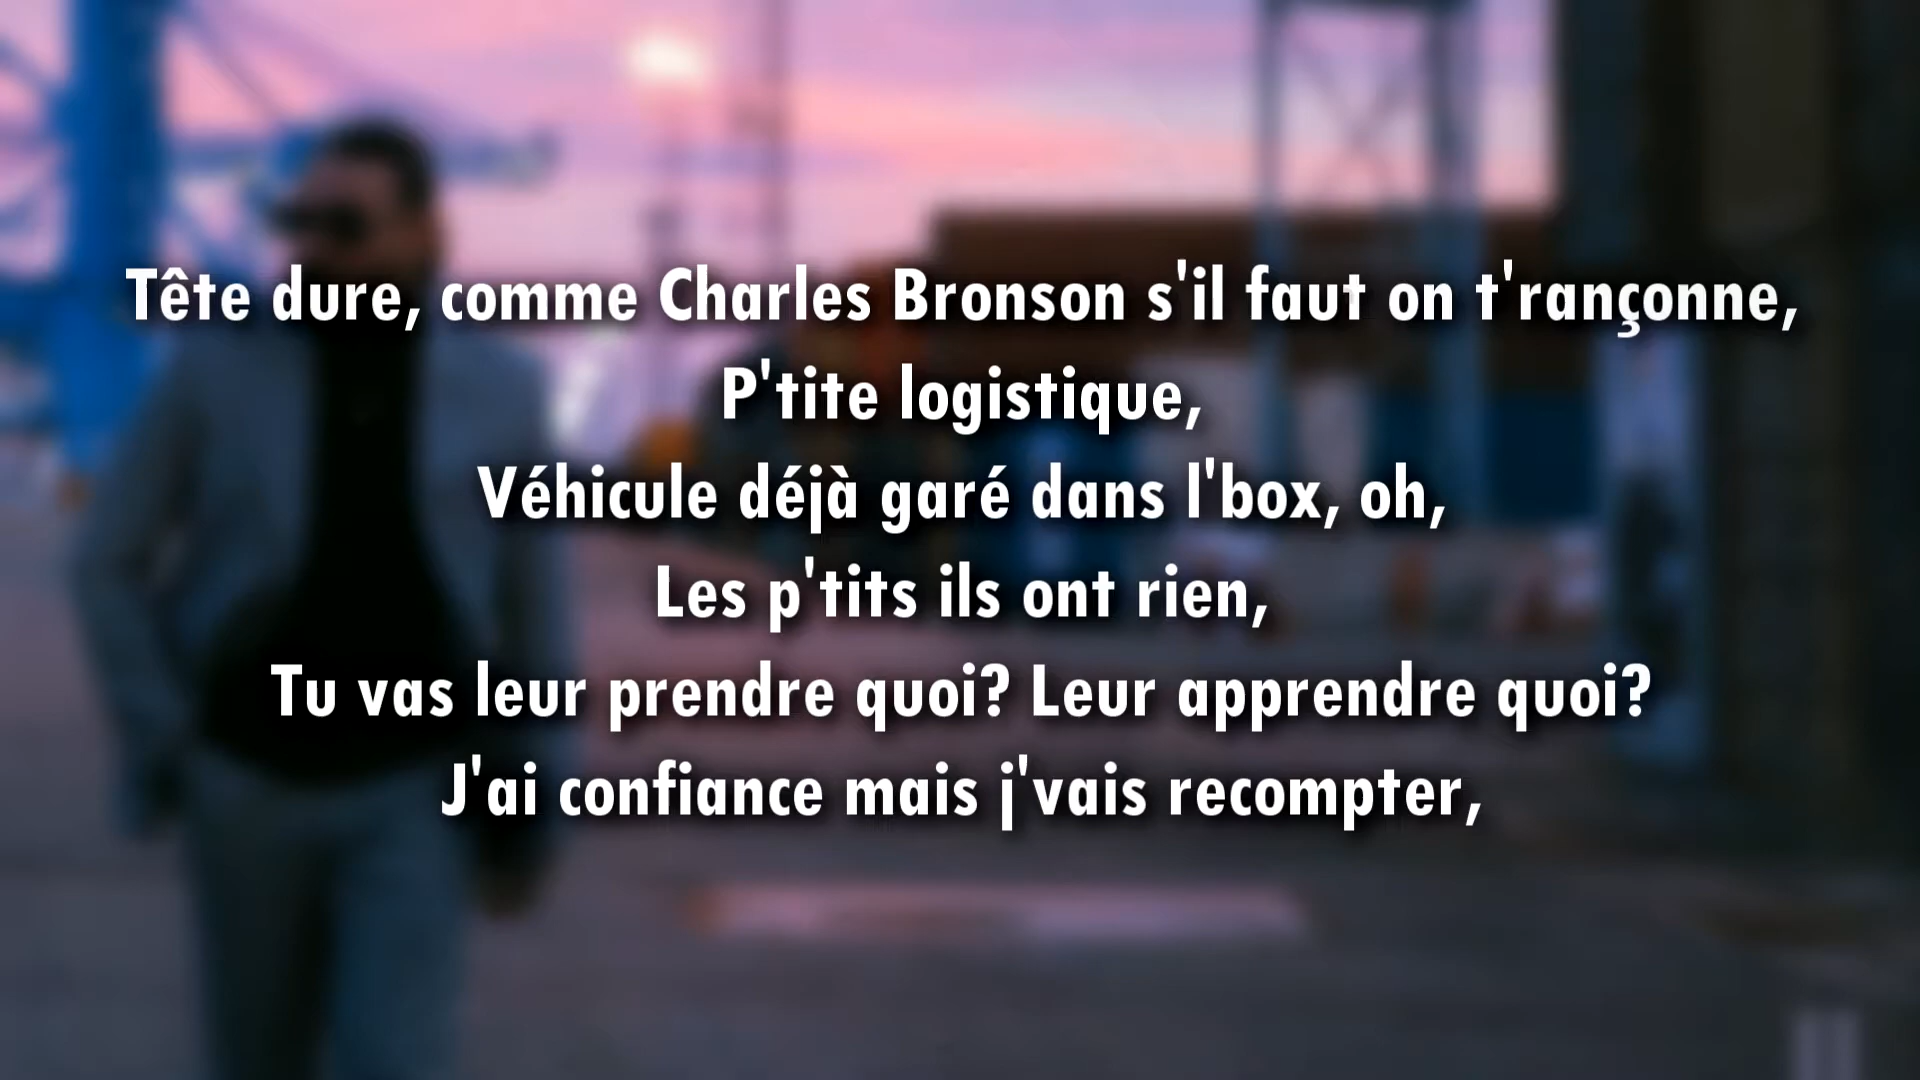 Tête dure, comme Charles Bronson s'il faut on t'rançonne,
P'tite logistique,
Véhicule déjà garé dans l'box, oh,
Les p'tits ils ont rien,
Tu vas leur prendre quoi? Leur apprendre quoi?
J'ai confiance mais j'vais recompter,